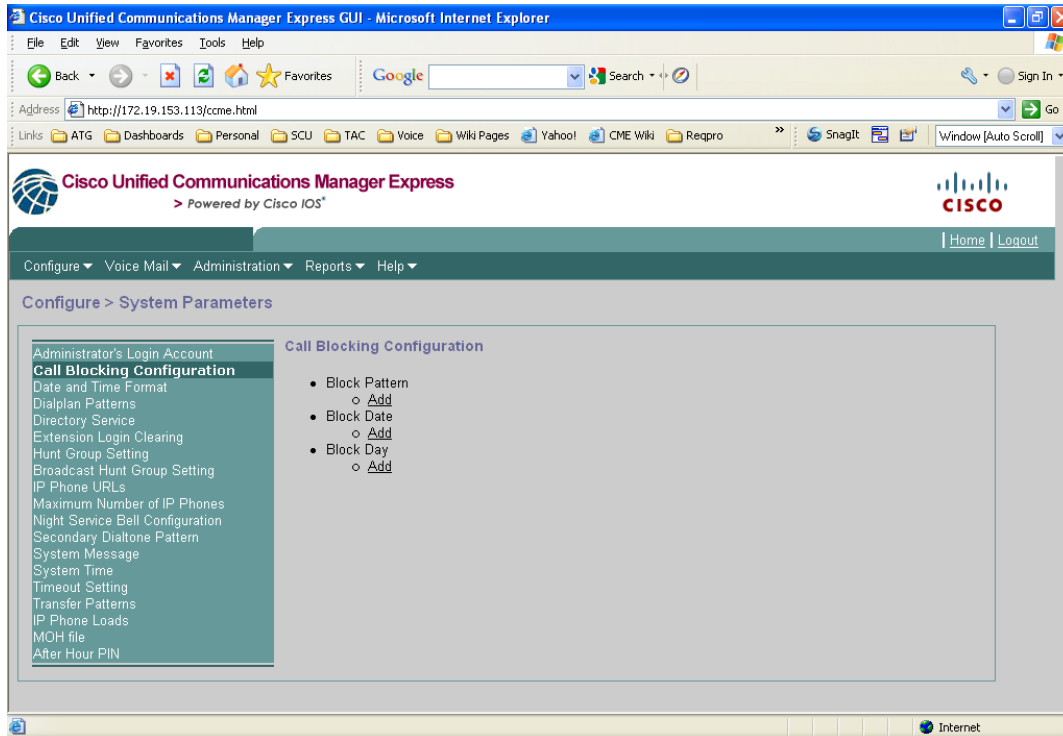 Cisco Unified Communications Manager Express GUI - Microsoft Internet Explorer
File Edit View Favorites Tools Help
Back Favorites Google Search Sign In
Address http://172.19.153.113/ccme.html Go
Links ATG Dashboards Personal SCU TAC Voice Wiki Pages Yahoo! CME Wiki Reqpro » SnagIt Window [Auto Scroll]
Cisco Unified Communications Manager Express
> Powered by Cisco IOS®
CISCO
| Home | Logout
Configure Voice Mail Administration Reports Help
Configure > System Parameters
Administrator's Login Account
Call Blocking Configuration
Date and Time Format
Dialplan Patterns
Directory Service
Extension Login Clearing
Hunt Group Setting
Broadcast Hunt Group Setting
IP Phone URLs
Maximum Number of IP Phones
Night Service Bell Configuration
Secondary Dialtone Pattern
System Message
System Time
Timeout Setting
Transfer Patterns
IP Phone Loads
MOH file
After Hour PIN
Call Blocking Configuration
• Block Pattern
o Add
• Block Date
o Add
• Block Day
o Add
Internet